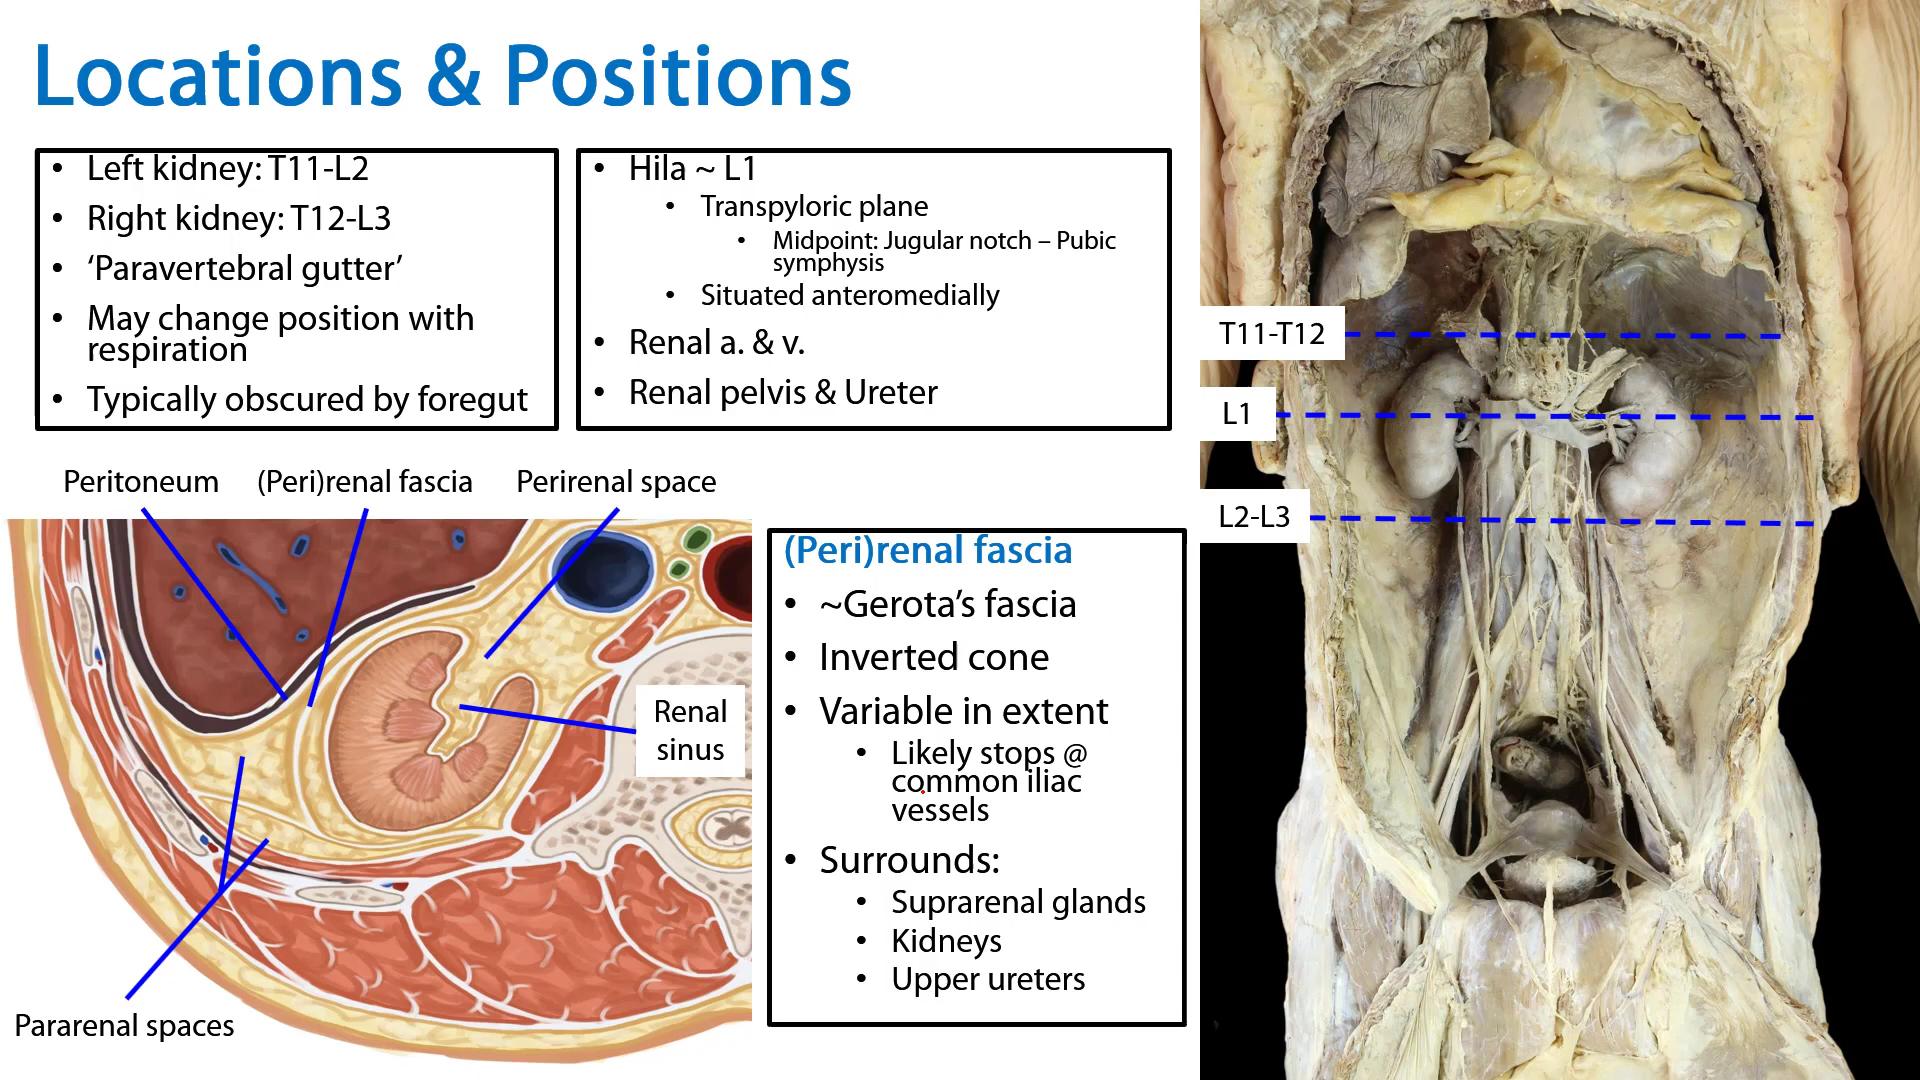 Locations & Positions
• Left kidney: T11-L2
• Right kidney: T12-L3
• ‘Paravertebral gutter’
• May change position with
respiration
• Typically obscured by foregut
• Hila ~ L1
• Transpyloric plane
• Midpoint: Jugular notch – Pubic
symphysis
• Situated anteromedially
• Renal a. & v.
• Renal pelvis & Ureter
Peritoneum
(Peri)renal fascia
Perirenal space
Renal
sinus
Pararenal spaces
(Peri)renal fascia
• ~Gerota’s fascia
• Inverted cone
• Variable in extent
• Likely stops @
common iliac
vessels
• Surrounds:
• Suprarenal glands
• Kidneys
• Upper ureters
T11-T12
L1
L2-L3